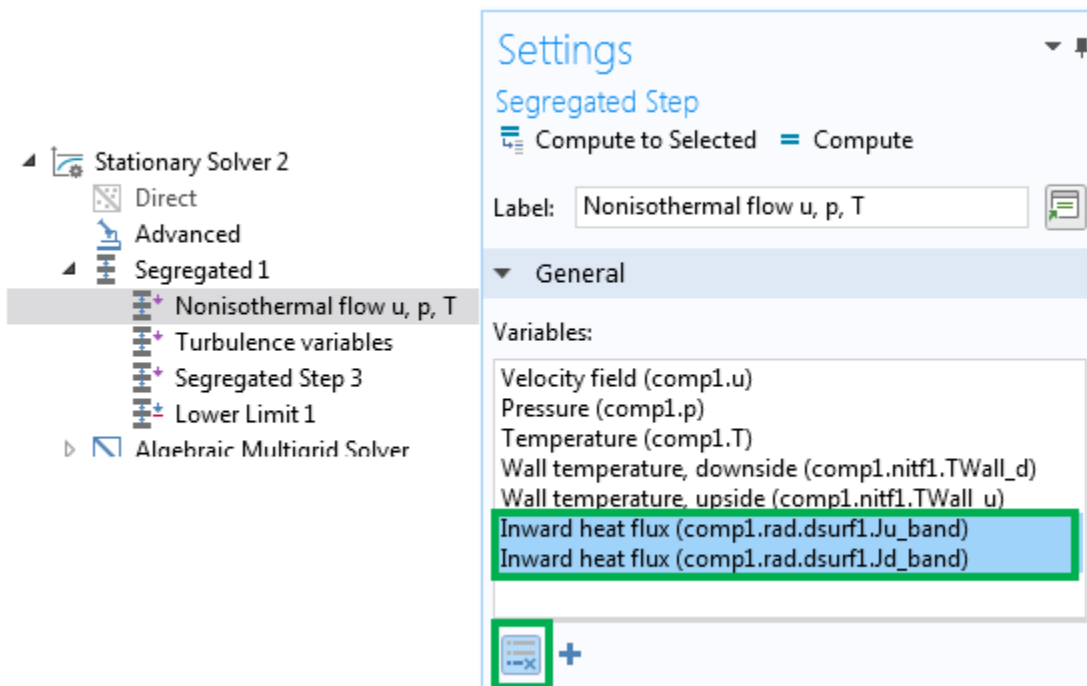 Settings
Segregated Step
Compute to Selected = Compute
Label: Nonisothermal flow u, p, T
General
Variables:
Velocity field (comp1.u)
Pressure (comp1.p)
Temperature (comp1.T)
Wall temperature, downside (comp1.nitf1.TWall_d)
Wall temperature, upside (comp1.nitf1.TWall_u)
Inward heat flux (comp1.rad.dsurf1.Ju_band)
Inward heat flux (comp1.rad.dsurf1.Jd_band)
Stationary Solver 2
Direct
Advanced
Segregated 1
Nonisothermal flow u, p, T
Turbulence variables
Segregated Step 3
Lower Limit 1
Algebraic Multigrid Solver